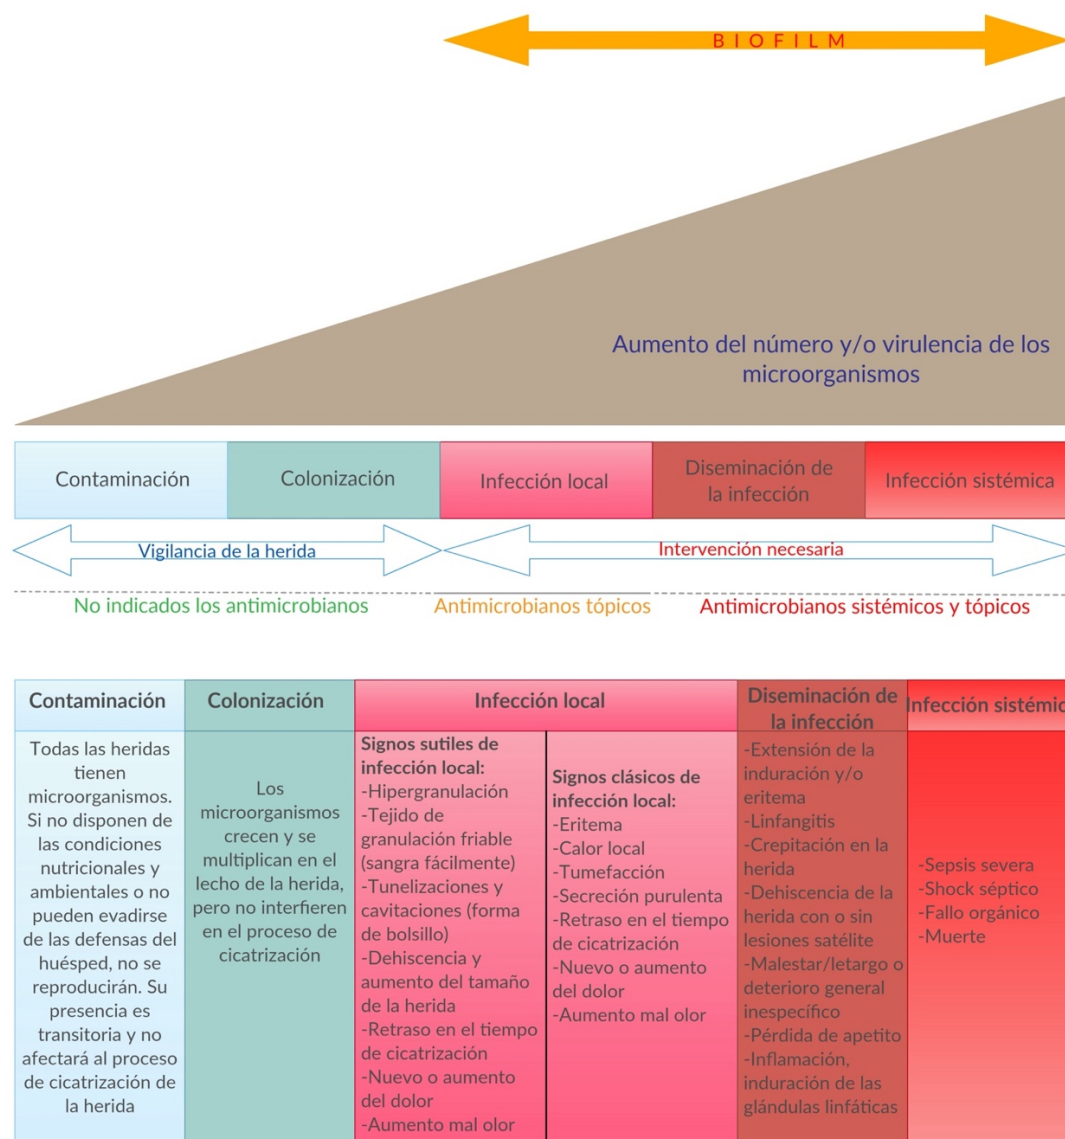 BIOFILM
Aumento del número y/o virulencia de los
microorganismos
Contaminación
Colonización
Infección local
Diseminación de
la infección
Infección sistémica
Vigilancia de la herida
Intervención necesaria
No indicados los antimicrobianos
Antimicrobianos tópicos
Antimicrobianos sistémicos y tópicos
Contaminación
Todas las heridas
tienen
microorganismos.
Si no disponen de
las condiciones
nutricionales y
ambientales o no
pueden evadirse
de las defensas del
huésped, no se
reproducirán. Su
presencia es
transitoria y no
afectará al proceso
de cicatrización de
la herida
Colonización
Los
microorganismos
crecen y se
multiplican en el
lecho de la herida,
pero no interfieren
en el proceso de
cicatrización
Infección local
Signos sutiles de
infección local:
-Hipergranulación
-Tejido de
granulación friable
(sangra fácilmente)
-Tunelizaciones y
cavitaciones (forma
de bolsillo)
-Dehiscencia y
aumento del tamaño
de la herida
-Retraso en el tiempo
de cicatrización
-Nuevo o aumento
del dolor
-Aumento mal olor
Signos clásicos de
infección local:
-Eritema
-Calor local
-Tumefacción
-Secreción purulenta
-Retraso en el tiempo
de cicatrización
-Nuevo o aumento
del dolor
-Aumento mal olor
Diseminación de
la infección
-Extensión de la
induración y/o
eritema
-Linfangitis
-Crepitación en la
herida
-Dehiscencia de la
herida con o sin
lesiones satélite
-Malestar/letargo o
deterioro general
inespecífico
-Pérdida de apetito
-Inflamación,
induración de las
glándulas linfáticas
Infección sistémic
-Sepsis severa
-Shock séptico
-Fallo orgánico
-Muerte